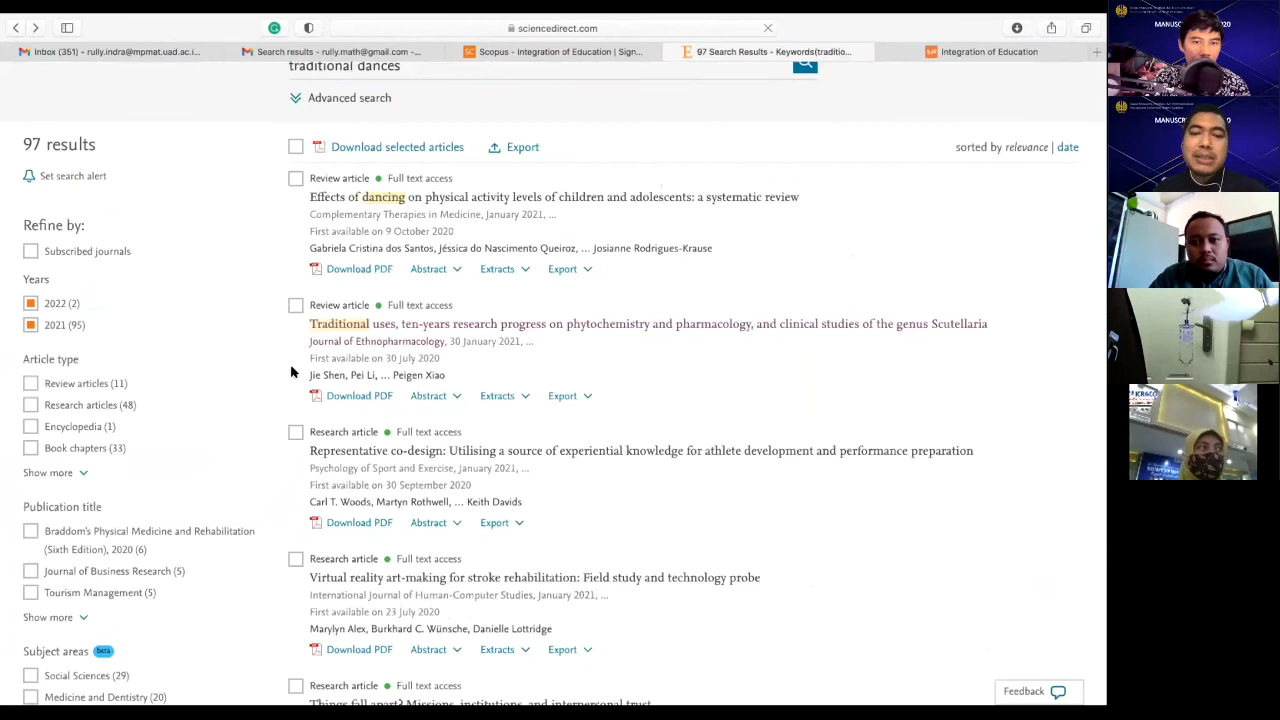 sciencedirect.com
Inbox (351) - rully.indra@mpmat.uad.ac.i...
Search results - rully.math@gmail.com -...
Scopus - Integration of Education | Sign...
97 Search Results - Keywords(traditio...
Integration of Education
traditional dances
Advanced search
97 results
Set search alert
Refine by:
Subscribed journals
Years
2022 (2)
2021 (95)
Article type
Review articles (11)
Research articles (48)
Encyclopedia (1)
Book chapters (33)
Show more
Publication title
Braddom's Physical Medicine and Rehabilitation
(Sixth Edition), 2020 (6)
Journal of Business Research (5)
Tourism Management (5)
Show more
Subject areas beta
Social Sciences (29)
Medicine and Dentistry (20)
Download selected articles
Export
sorted by relevance | date
Review article Full text access
Effects of dancing on physical activity levels of children and adolescents: a systematic review
Complementary Therapies in Medicine, January 2021, ...
First available on 9 October 2020
Gabriela Cristina dos Santos, Jéssica do Nascimento Queiroz, ... Josianne Rodrigues-Krause
Download PDF Abstract Extracts Export
Review article Full text access
Traditional uses, ten-years research progress on phytochemistry and pharmacology, and clinical studies of the genus Scutellaria
Journal of Ethnopharmacology, 30 January 2021, ...
First available on 30 July 2020
Jie Shen, Pei Li, ... Peigen Xiao
Download PDF Abstract Extracts Export
Research article Full text access
Representative co-design: Utilising a source of experiential knowledge for athlete development and performance preparation
Psychology of Sport and Exercise, January 2021, ...
First available on 30 September 2020
Carl T. Woods, Martyn Rothwell, ... Keith Davids
Download PDF Abstract Export
Research article Full text access
Virtual reality art-making for stroke rehabilitation: Field study and technology probe
International Journal of Human-Computer Studies, January 2021, ...
First available on 23 July 2020
Marylyn Alex, Burkhard C. Wünsche, Danielle Lottridge
Download PDF Abstract Extracts Export
Research article Full text access
Things fall apart? Missions, institutions, and interpersonal trust
Feedback